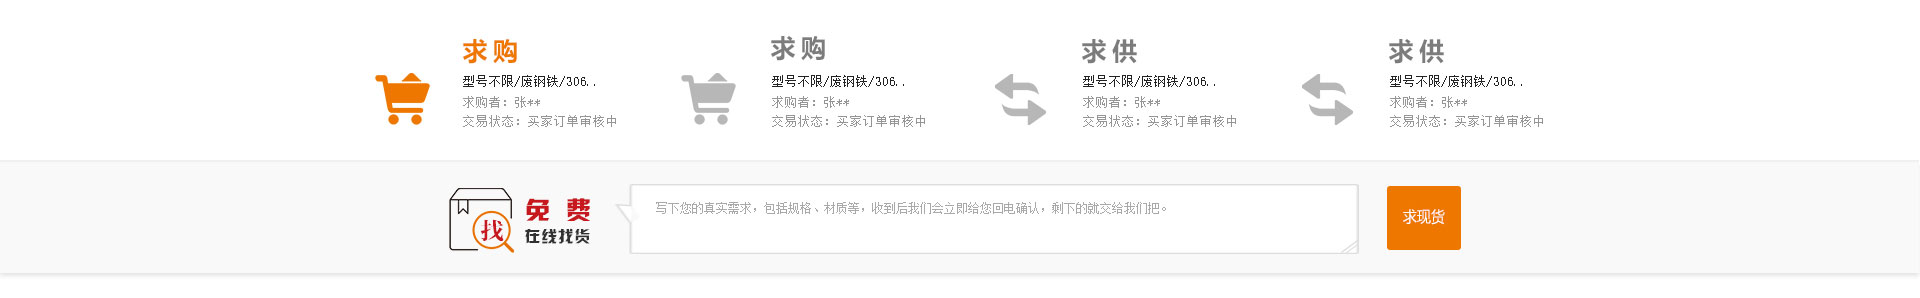 求购
型号不限/废钢铁/306..
求购者：张**
交易状态：买家订单审核中
求购
型号不限/废钢铁/306..
求购者：张**
交易状态：买家订单审核中
求供
型号不限/废钢铁/306..
求购者：张**
交易状态：买家订单审核中
求供
型号不限/废钢铁/306..
求购者：张**
交易状态：买家订单审核中
找
免费
在线找货
写下您的真实需求，包括规格、材质等，收到后我们会立即给您回电确认，剩下的就交给我们把。
求现货